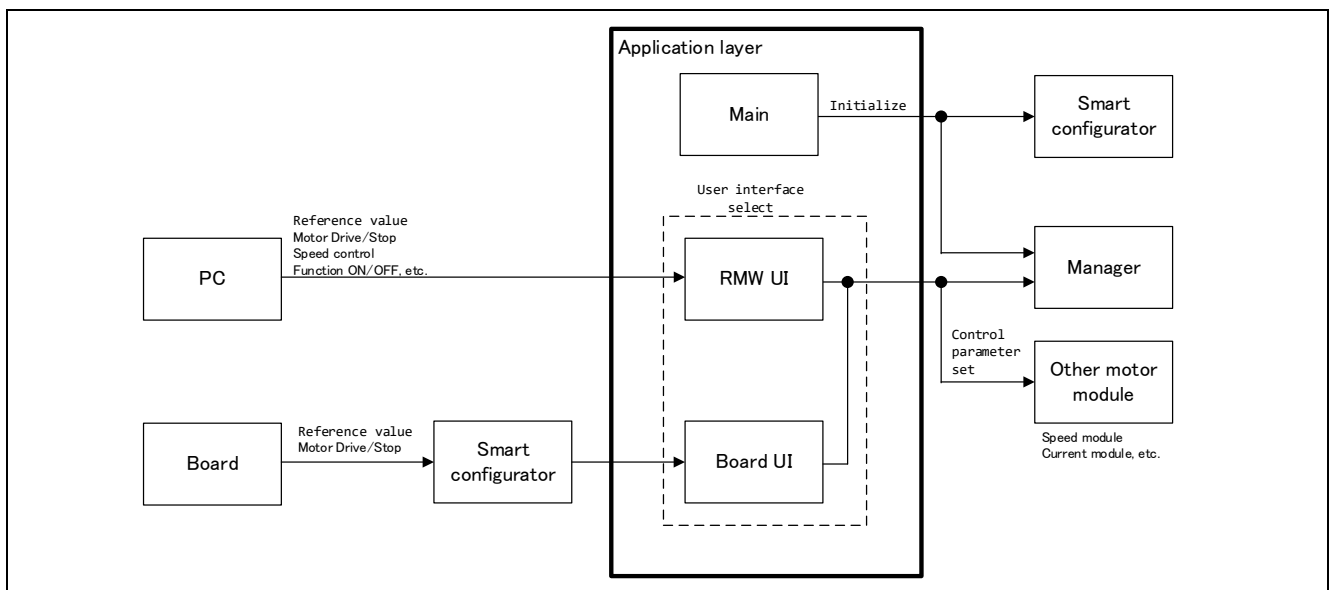 Application layer
Main
Initialize
Smart
configurator
User interface
select
Reference value
Motor Drive/Stop
Speed control
Function ON/OFF, etc.
PC
RMW UI
Manager
Control
parameter
set
Other motor
module
Speed module
Current module, etc.
Reference value
Motor Drive/Stop
Board
Smart
configurator
Board UI